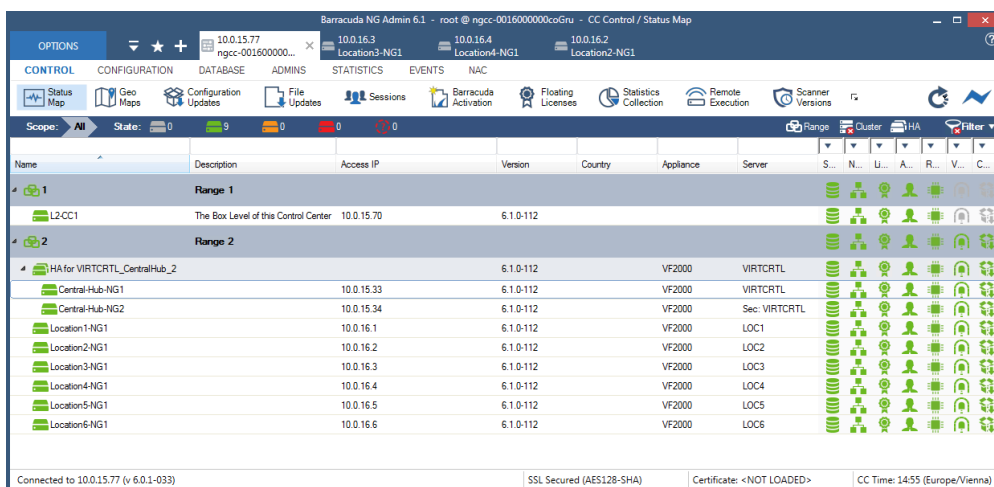 Barracuda NG Admin 6.1 - root @ ngcc-0016000000coGru - CC Control / Status Map
OPTIONS
10.0.15.77
ngcc-001600000...
10.0.16.3
Location3-NG1
10.0.16.4
Location4-NG1
10.0.16.2
Location2-NG1
CONTROL CONFIGURATION DATABASE ADMINS STATISTICS EVENTS NAC
Status Map
Geo Maps
Configuration Updates
File Updates
Sessions
Barracuda Activation
Floating Licenses
Statistics Collection
Remote Execution
Scanner Versions
Scope: All State: 0 9 0 0 0 Range Cluster HA Filter
Name Description Access IP Version Country Appliance Server S... N... Li... A... R... V... C...
1 Range 1
L2-CC1 The Box Level of this Control Center 10.0.15.70 6.1.0-112
2 Range 2
HA for VIRTCRTL_CentralHub_2 6.1.0-112 VF2000 VIRTCRTL
Central-Hub-NG1 10.0.15.33 6.1.0-112 VF2000 VIRTCRTL
Central-Hub-NG2 10.0.15.34 6.1.0-112 VF2000 Sec: VIRTCRTL
Location1-NG1 10.0.16.1 6.1.0-112 VF2000 LOC1
Location2-NG1 10.0.16.2 6.1.0-112 VF2000 LOC2
Location3-NG1 10.0.16.3 6.1.0-112 VF2000 LOC3
Location4-NG1 10.0.16.4 6.1.0-112 VF2000 LOC4
Location5-NG1 10.0.16.5 6.1.0-112 VF2000 LOC5
Location6-NG1 10.0.16.6 6.1.0-112 VF2000 LOC6
Connected to 10.0.15.77 (v 6.0.1-033) SSL Secured (AES128-SHA) Certificate: <NOT LOADED> CC Time: 14:55 (Europe/Vienna)